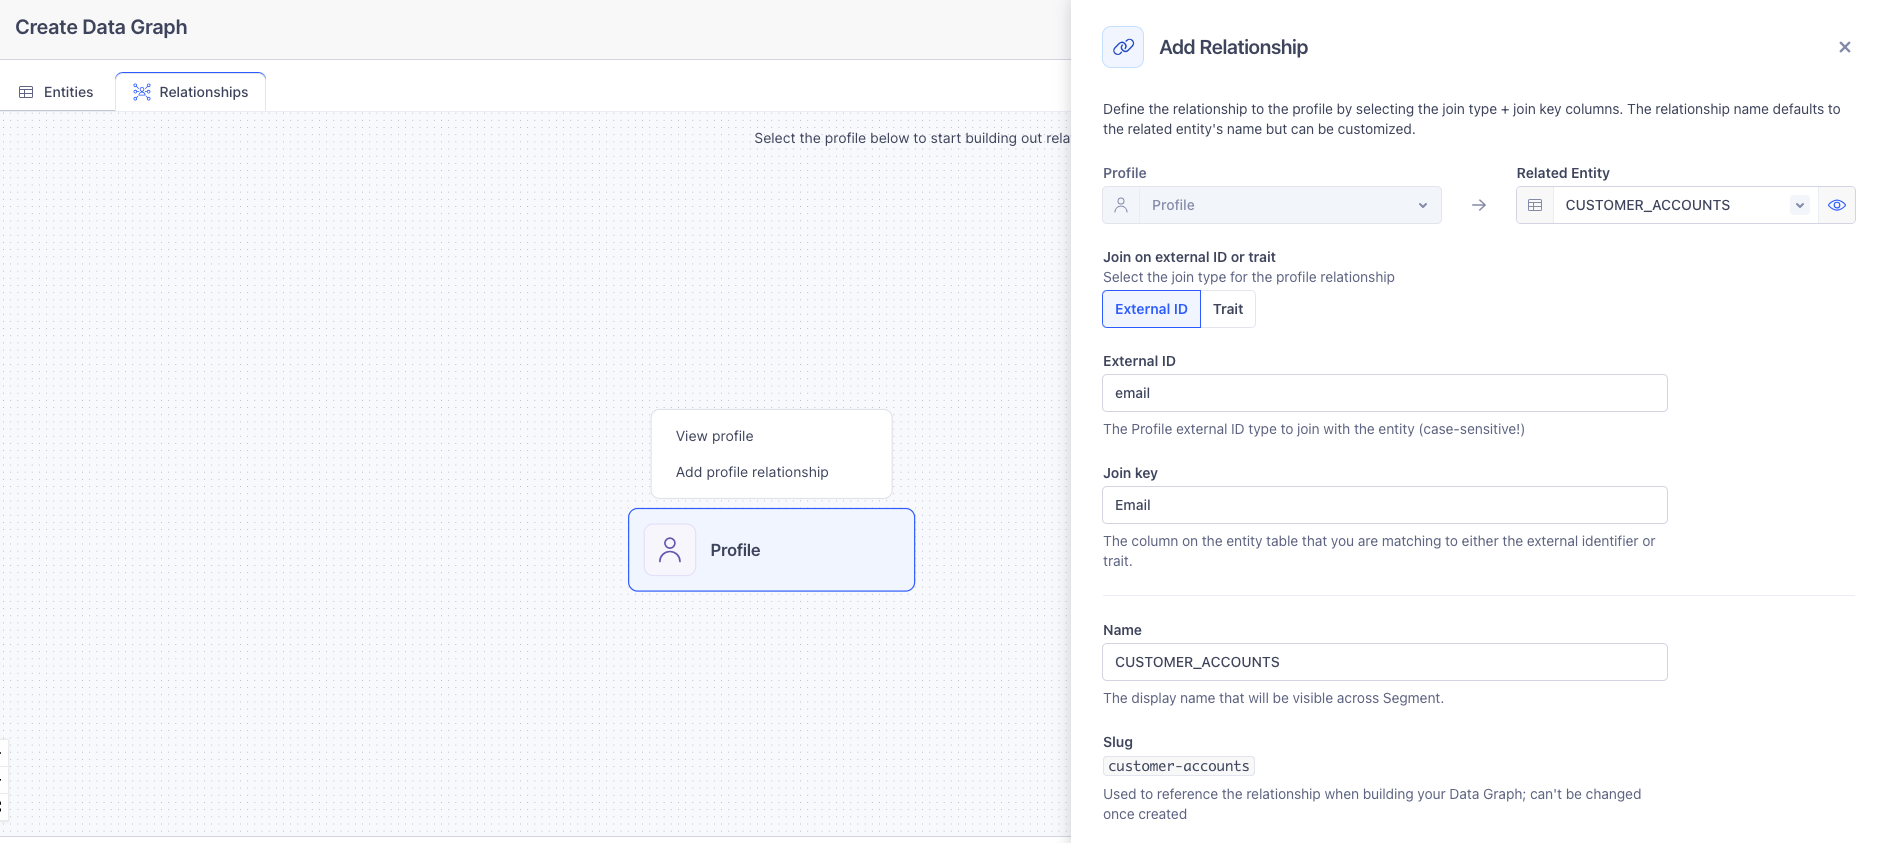 Create Data Graph
Entities
Relationships
Select the profile below to start building out rela
View profile
Add profile relationship
Profile
Add Relationship
Define the relationship to the profile by selecting the join type + join key columns. The relationship name defaults to
the related entity's name but can be customized.
Profile
Related Entity
Profile
CUSTOMER_ACCOUNTS
Join on external ID or trait
Select the join type for the profile relationship
External ID
Trait
External ID
email
The Profile external ID type to join with the entity (case-sensitive!)
Join key
Email
The column on the entity table that you are matching to either the external identifier or
trait.
Name
CUSTOMER_ACCOUNTS
The display name that will be visible across Segment.
Slug
customer-accounts
Used to reference the relationship when building your Data Graph; can't be changed
once created